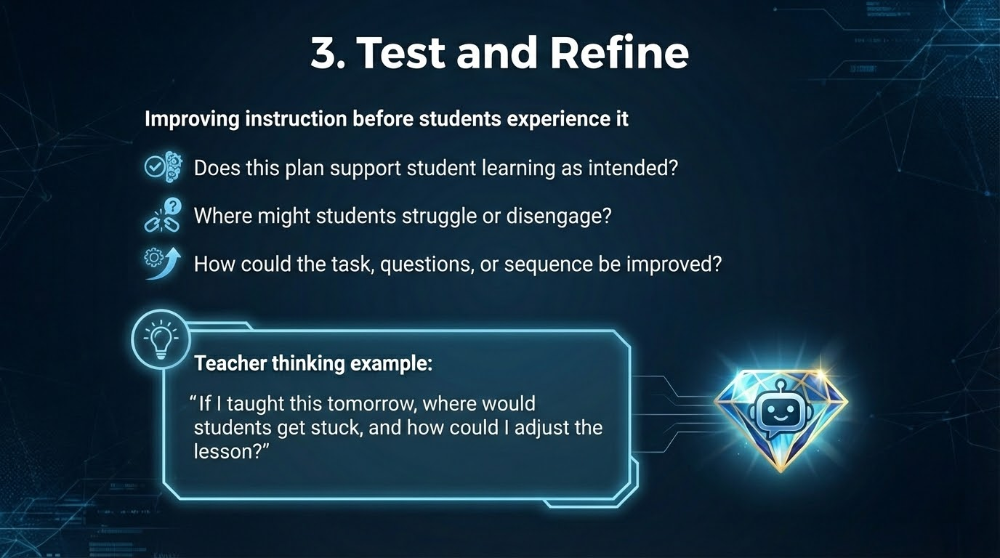 3. Test and Refine
Improving instruction before students experience it
Does this plan support student learning as intended?
Where might students struggle or disengage?
How could the task, questions, or sequence be improved?
Teacher thinking example:
“If I taught this tomorrow, where would
students get stuck, and how could I adjust the
lesson?”